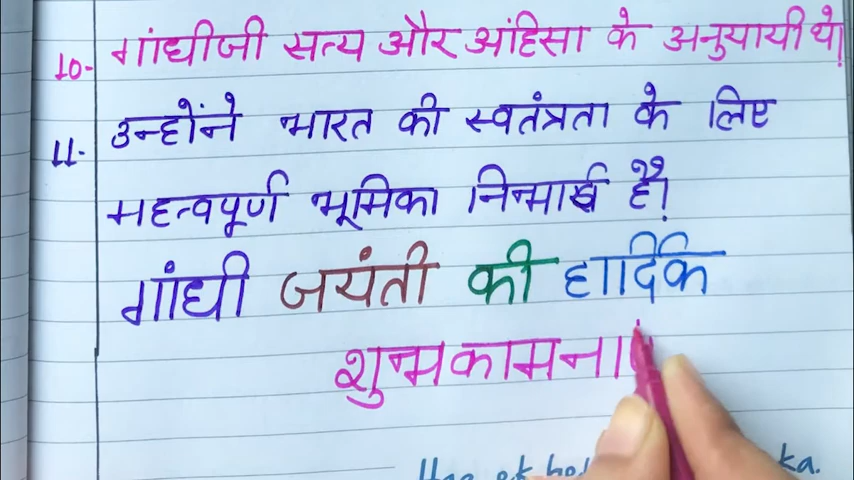 10- गांधीजी सत्य और अंहिसा के अनुयायी थे।
11- उन्होंने भारत की स्वतंत्रता के लिए
महत्वपूर्ण भूमिका निभाई है।
गांधी जयंती की हार्दिक
शुभकामना